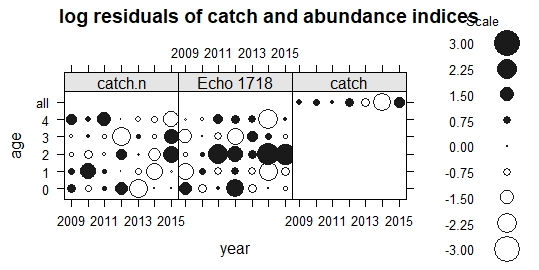 log residuals of catch and abundance indices
Scale
2009 2011 2013 2015
catch.n Echo 1718 catch
all
4
3
2
1
0
age
2009 2011 2013 2015 2009 2011 2013 2015
year
3.00
2.25
1.50
0.75
0.00
-0.75
-1.50
-2.25
-3.00